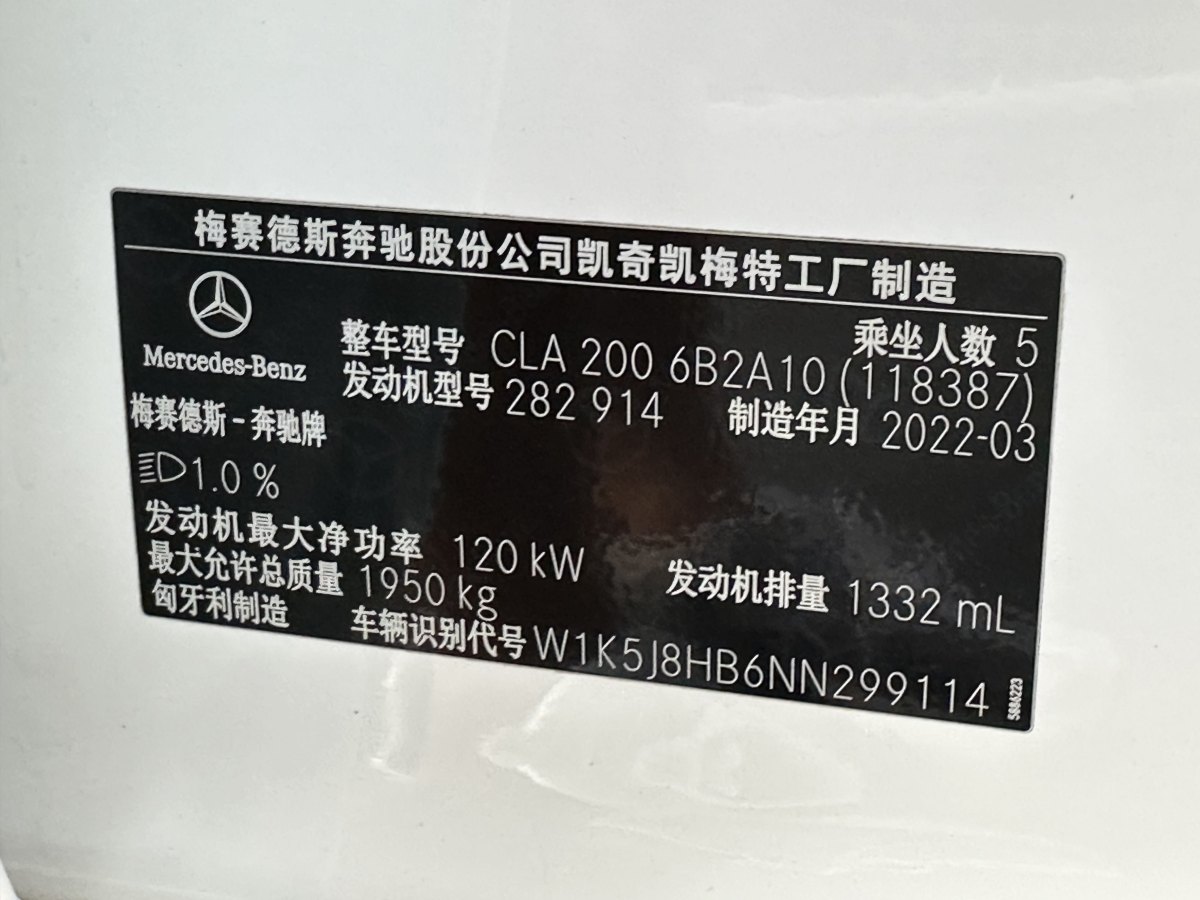 梅赛德斯奔驰股份公司凯奇凯梅特工厂制造
Mercedes-Benz
梅赛德斯-奔驰牌
乘坐人数 5
整车型号 CLA 200 6B2A10 (118387)
发动机型号 282 914
制造年月 2022-03
1.0 %
发动机最大净功率 120 kW
发动机排量 1332 mL
最大允许总质量 1950 kg
匈牙利制造
车辆识别代号 W1K5J8HB6NN299114
5886223